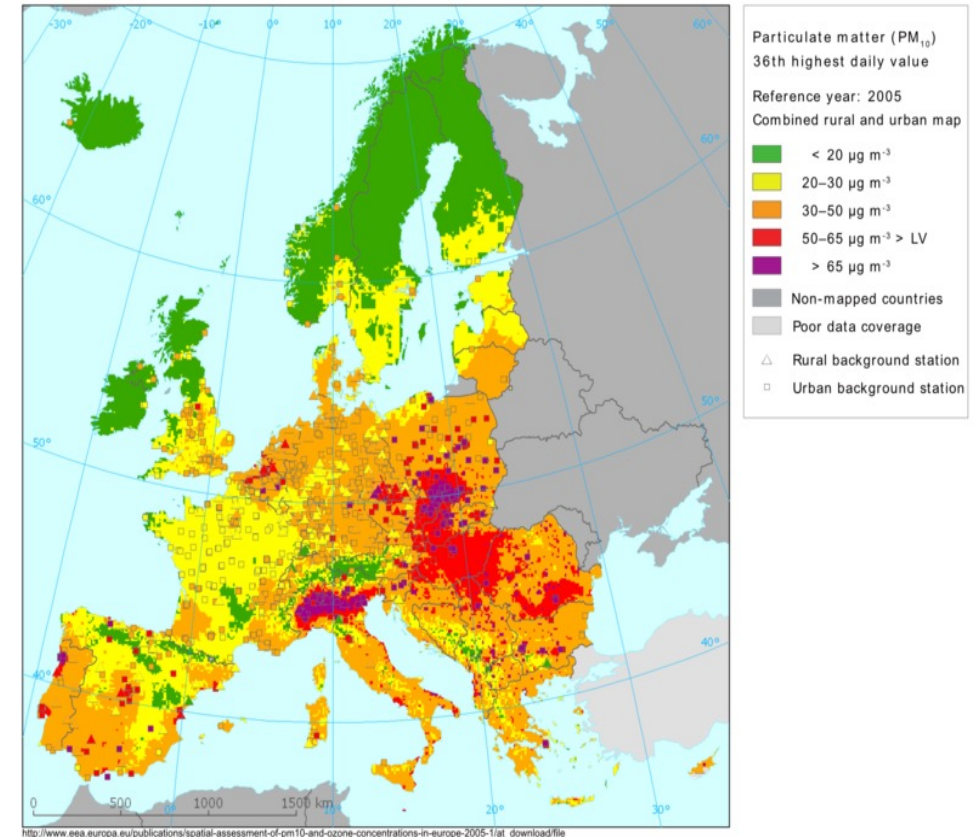 -30° -20° -10° 0° 10° 20° 30° 40° 50° 60°
60°
60°
50°
50°
40°
40°
0 500 1000 1500 km
0° 10° 20° 30°
Particulate matter (PM₁₀)
36th highest daily value
Reference year: 2005
Combined rural and urban map
< 20 µg m⁻³
20–30 µg m⁻³
30–50 µg m⁻³
50–65 µg m⁻³ > LV
> 65 µg m⁻³
Non-mapped countries
Poor data coverage
Rural background station
Urban background station
http://www.eea.europa.eu/publications/spatial-assessment-of-pm10-and-ozone-concentrations-in-europe-2005-1/at_download/file